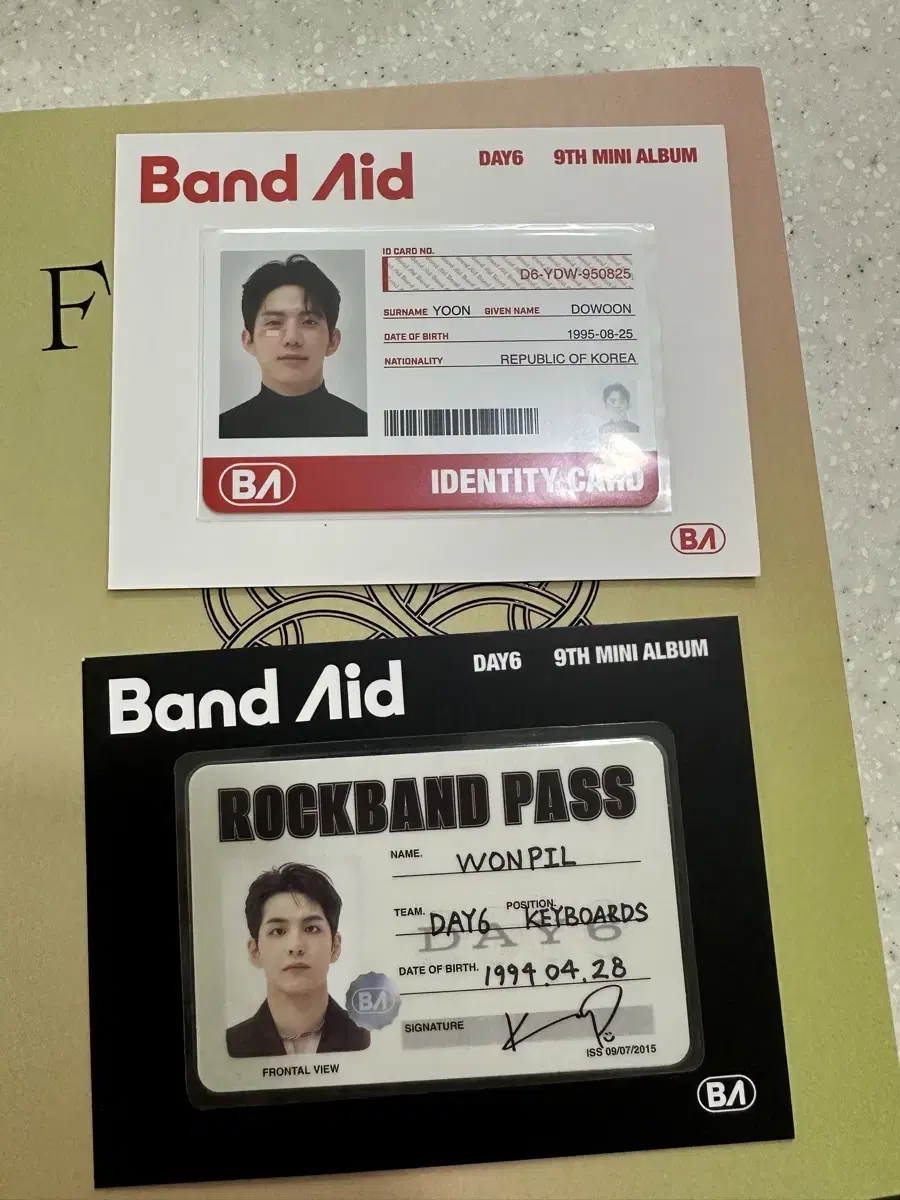 Band Aid
DAY6 9TH MINI ALBUM
F
ID CARD NO.
D6-YDW-950825
SURNAME YOON GIVEN NAME DOWOON
DATE OF BIRTH 1995-08-25
NATIONALITY REPUBLIC OF KOREA
BA IDENTITY CARD
BA
Band Aid
DAY6 9TH MINI ALBUM
ROCKBAND PASS
NAME. WONPIL
TEAM. DAY6 POSITION. KEYBOARDS
DAY6
DATE OF BIRTH. 1994.04.28
BA
SIGNATURE
ISS 09/07/2015
FRONTAL VIEW
BA